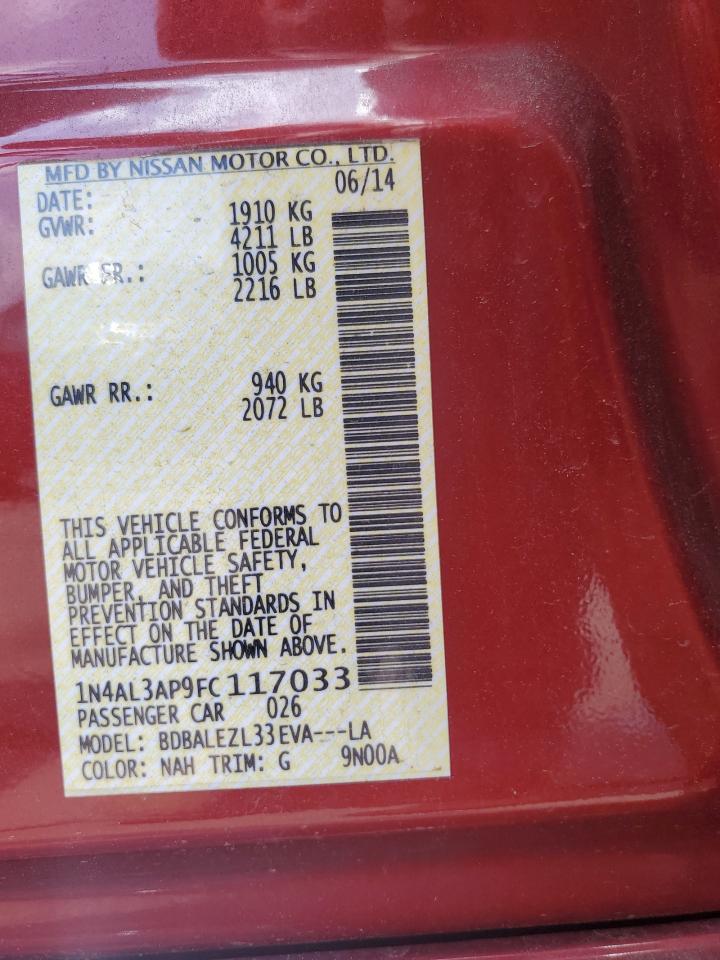 MFD BY NISSAN MOTOR CO., LTD.
DATE: 06/14
GVWR: 1910 KG
4211 LB
GAWR FR.: 1005 KG
2216 LB
GAWR RR.: 940 KG
2072 LB
THIS VEHICLE CONFORMS TO
ALL APPLICABLE FEDERAL
MOTOR VEHICLE SAFETY,
BUMPER, AND THEFT
PREVENTION STANDARDS IN
EFFECT ON THE DATE OF
MANUFACTURE SHOWN ABOVE.
1N4AL3AP9FC117033
PASSENGER CAR 026
MODEL: BDBALEZL33EVA---LA
COLOR: NAH TRIM: G 9N00A